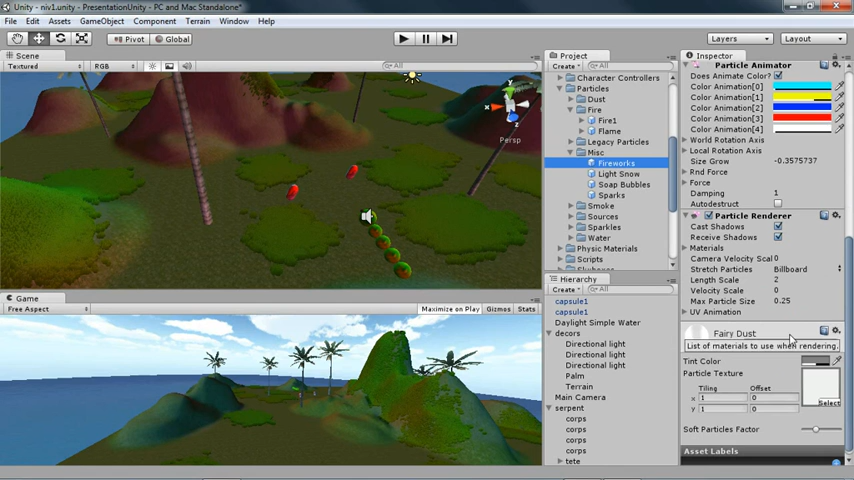 Unity - niv1.unity - PresentationUnity - PC and Mac Standalone*
File Edit Assets GameObject Component Terrain Window Help
Pivot Global Layers Layout
Scene
Textured RGB All
Persp
Game
Free Aspect Maximize on Play Gizmos Stats
Project
Create All
Character Controllers
Particles
Dust
Fire
Fire1
Flame
Legacy Particles
Misc
Fireworks
Light Snow
Soap Bubbles
Sparks
Smoke
Sources
Sparkles
Water
Physic Materials
Scripts
Hierarchy
Create All
capsule1
capsule1
Daylight Simple Water
decors
Directional light
Directional light
Directional light
Palm
Terrain
Main Camera
serpent
corps
corps
corps
corps
tete
Inspector
Particle Animator
Does Animate Color?
Color Animation[0]
Color Animation[1]
Color Animation[2]
Color Animation[3]
Color Animation[4]
World Rotation Axis
Local Rotation Axis
Size Grow -0.3575737
Rnd Force
Force
Damping 1
Autodestruct
Particle Renderer
Cast Shadows
Receive Shadows
Materials
Camera Velocity Scal 0
Stretch Particles Billboard
Length Scale 2
Velocity Scale 0
Max Particle Size 0.25
UV Animation
Fairy Dust
List of materials to use when rendering.
Tint Color
Particle Texture
Tiling Offset
x 1 0
y 1 0
Select
Soft Particles Factor
Asset Labels